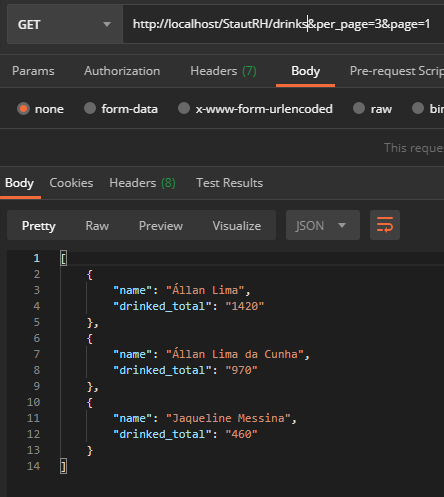 GET http://localhost/StautRH/drinks&per_page=3&page=1
Params Authorization Headers (7) Body Pre-request Scrip
none form-data x-www-form-urlencoded raw bin
This reque
Body Cookies Headers (8) Test Results
Pretty Raw Preview Visualize JSON
1 [
2 {
3 "name": "Állan Lima",
4 "drinked_total": "1420"
5 },
6 {
7 "name": "Állan Lima da Cunha",
8 "drinked_total": "970"
9 },
10 {
11 "name": "Jaqueline Messina",
12 "drinked_total": "460"
13 }
14 ]